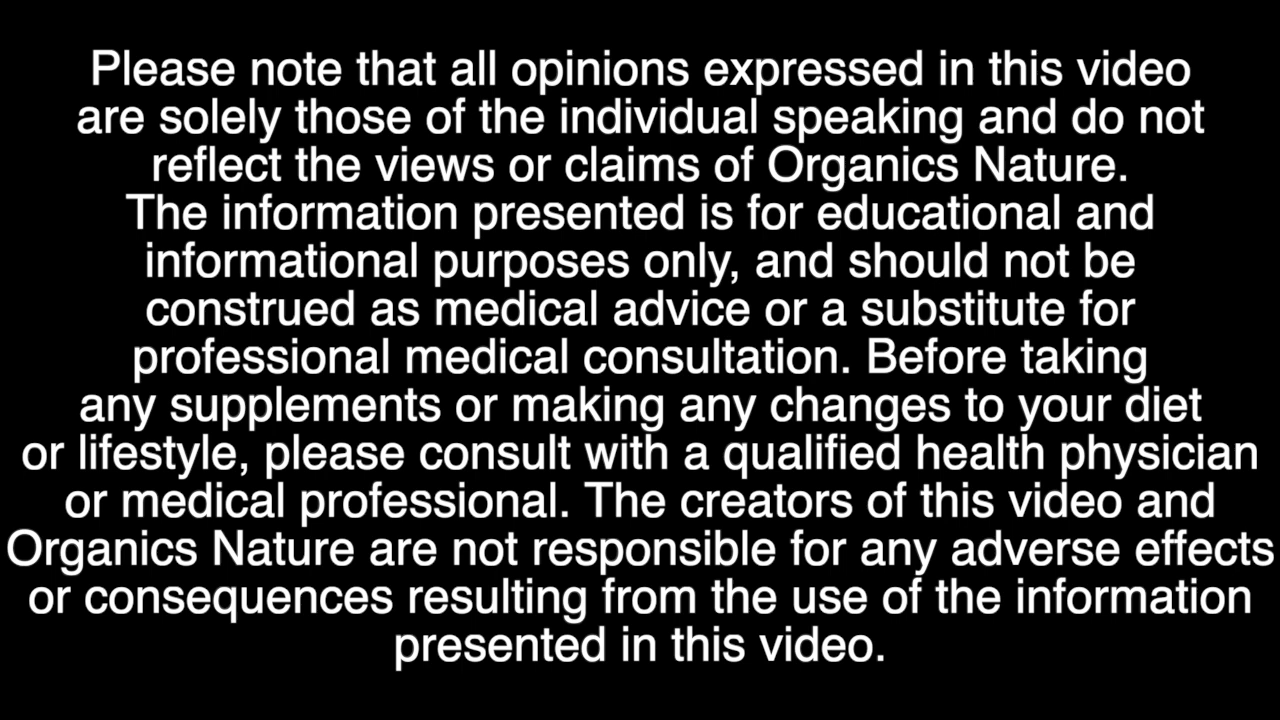 Please note that all opinions expressed in this video
are solely those of the individual speaking and do not
reflect the views or claims of Organics Nature.
The information presented is for educational and
informational purposes only, and should not be
construed as medical advice or a substitute for
professional medical consultation. Before taking
any supplements or making any changes to your diet
or lifestyle, please consult with a qualified health physician
or medical professional. The creators of this video and
Organics Nature are not responsible for any adverse effects
or consequences resulting from the use of the information
presented in this video.